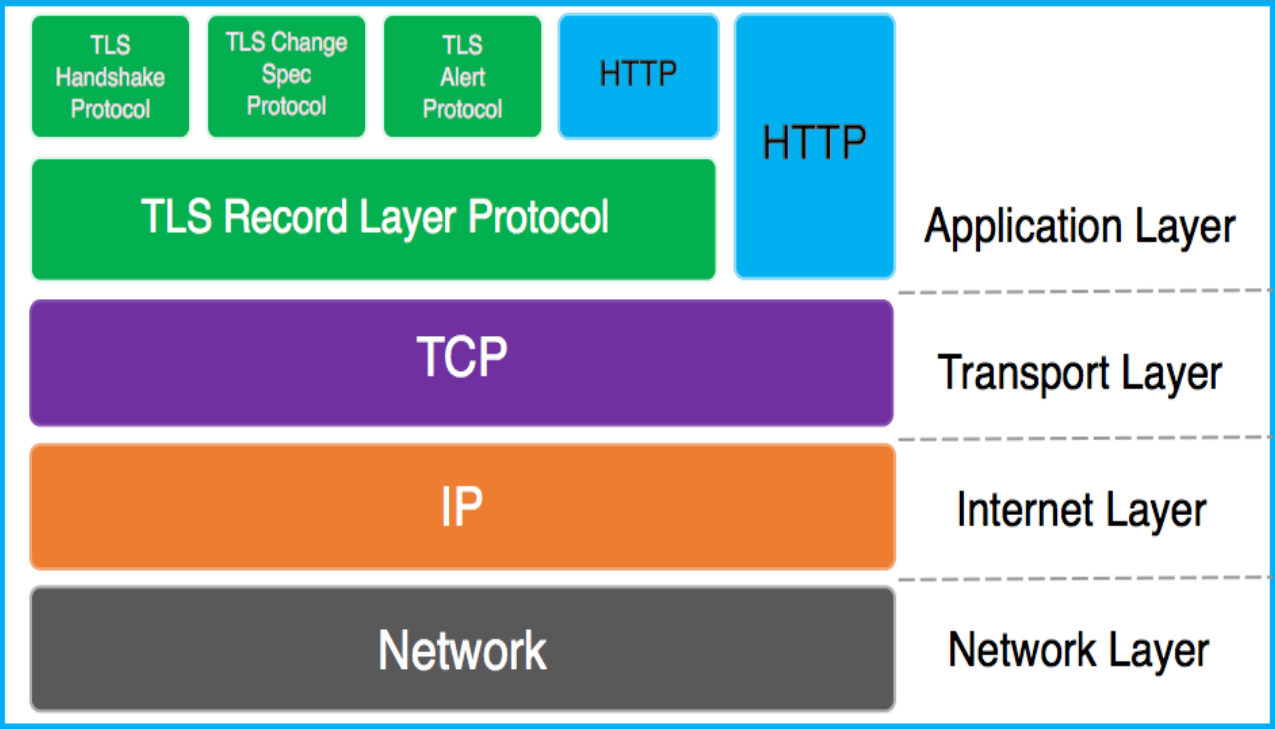 TLS
Handshake
Protocol
TLS Change
Spec
Protocol
TLS
Alert
Protocol
HTTP
HTTP
TLS Record Layer Protocol
Application Layer
TCP
Transport Layer
IP
Internet Layer
Network
Network Layer